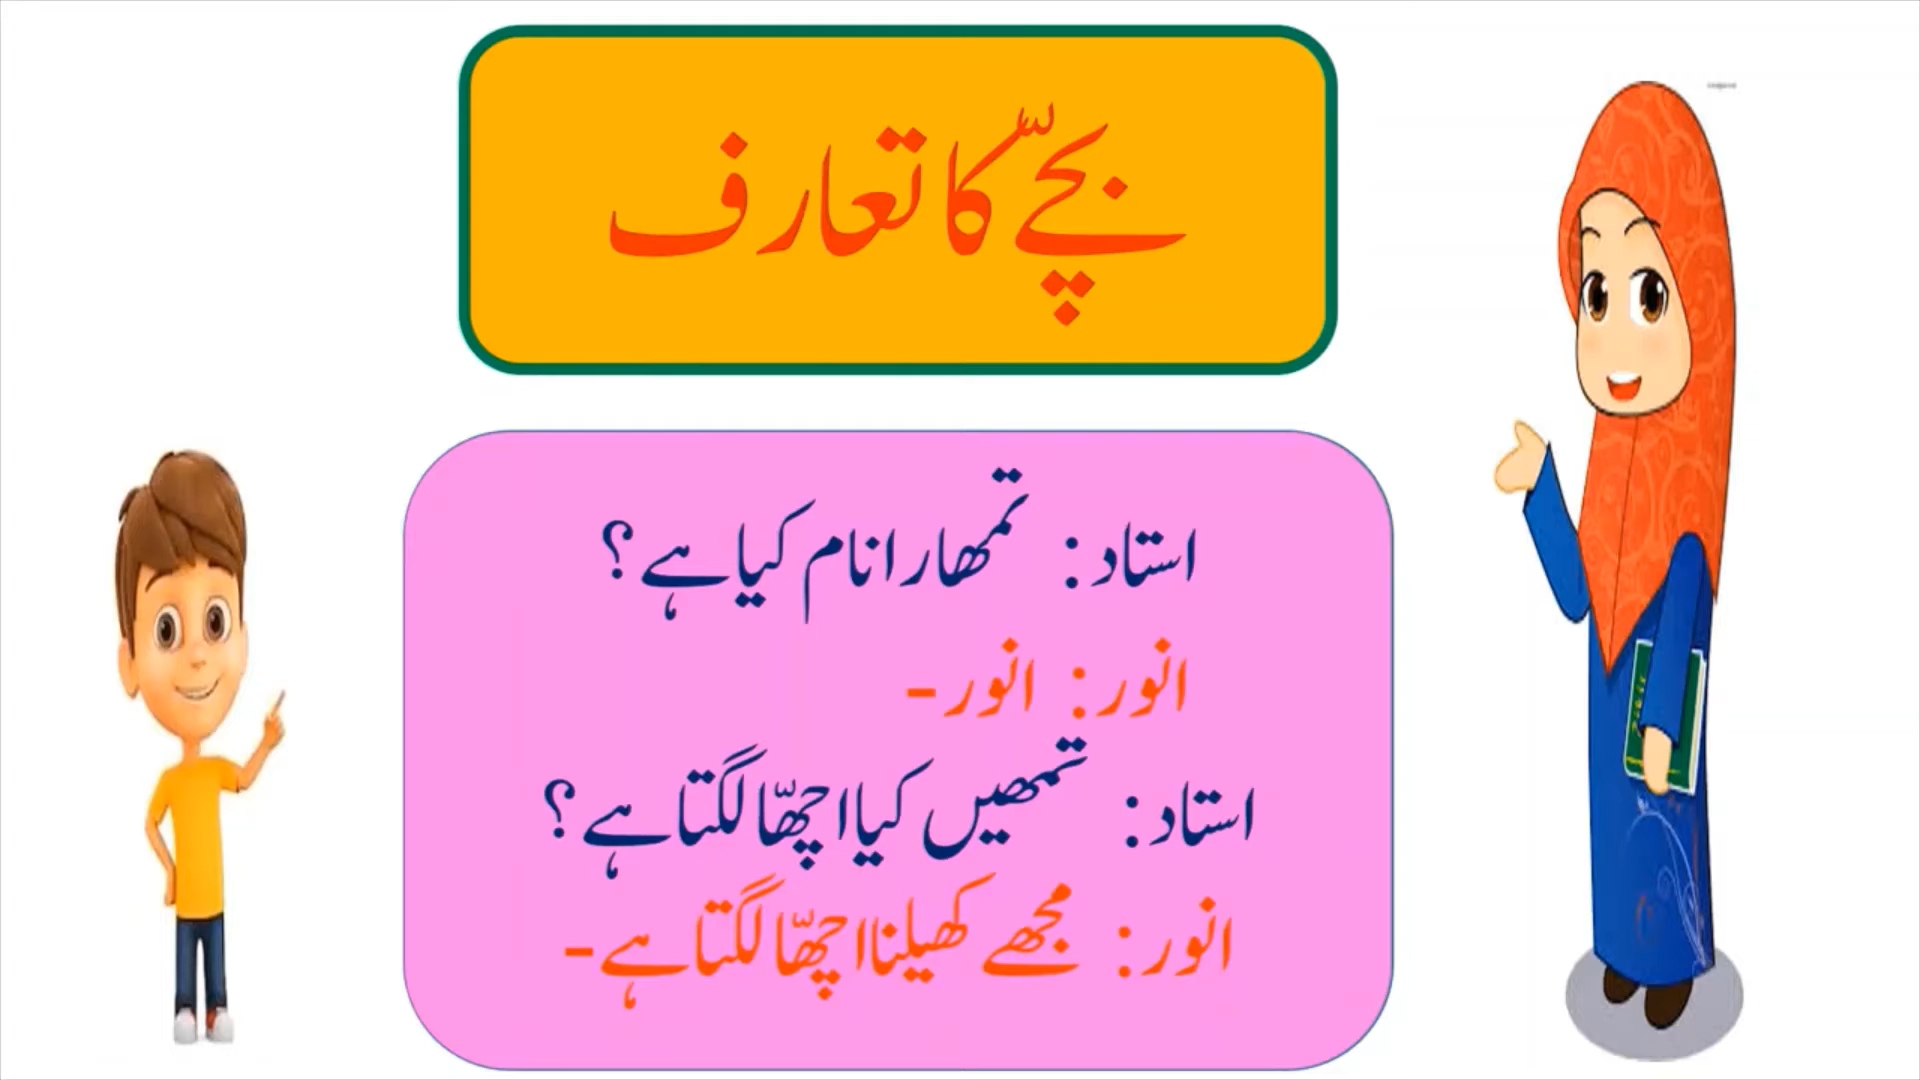 بچّے کا تعارف
استاد: تمھارا نام کیا ہے؟
انور: انور-
استاد: تمھیں کیا اچھّا لگتا ہے؟
انور: مجھے کھیلنا اچھّا لگتا ہے-